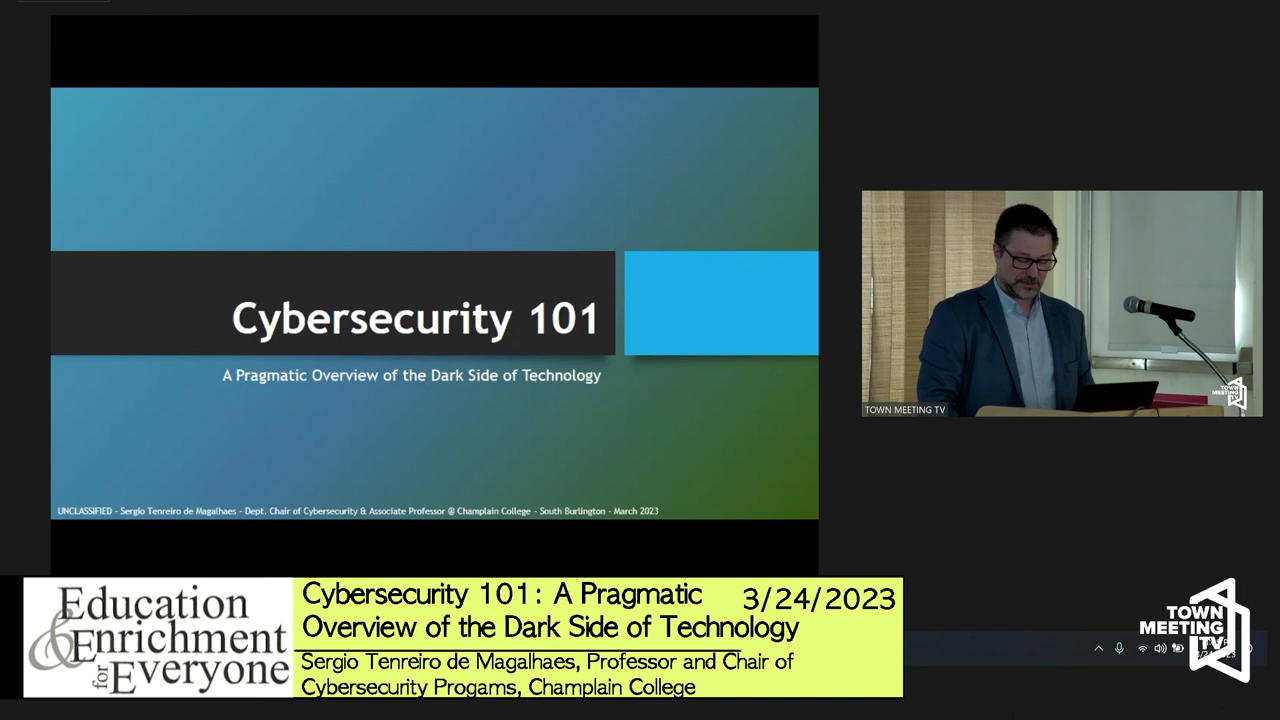 Cybersecurity 101
A Pragmatic Overview of the Dark Side of Technology
UNCLASSIFIED - Sergio Tenreiro de Magalhaes - Dept. Chair of Cybersecurity & Associate Professor @ Champlain College - South Burlington - March 2023
TOWN
MEETING
TV
TOWN MEETING TV
Education
& Enrichment
for Everyone
Cybersecurity 101: A Pragmatic 3/24/2023
Overview of the Dark Side of Technology
Sergio Tenreiro de Magalhaes, Professor and Chair of
Cybersecurity Progams, Champlain College
TOWN
MEETING
TV